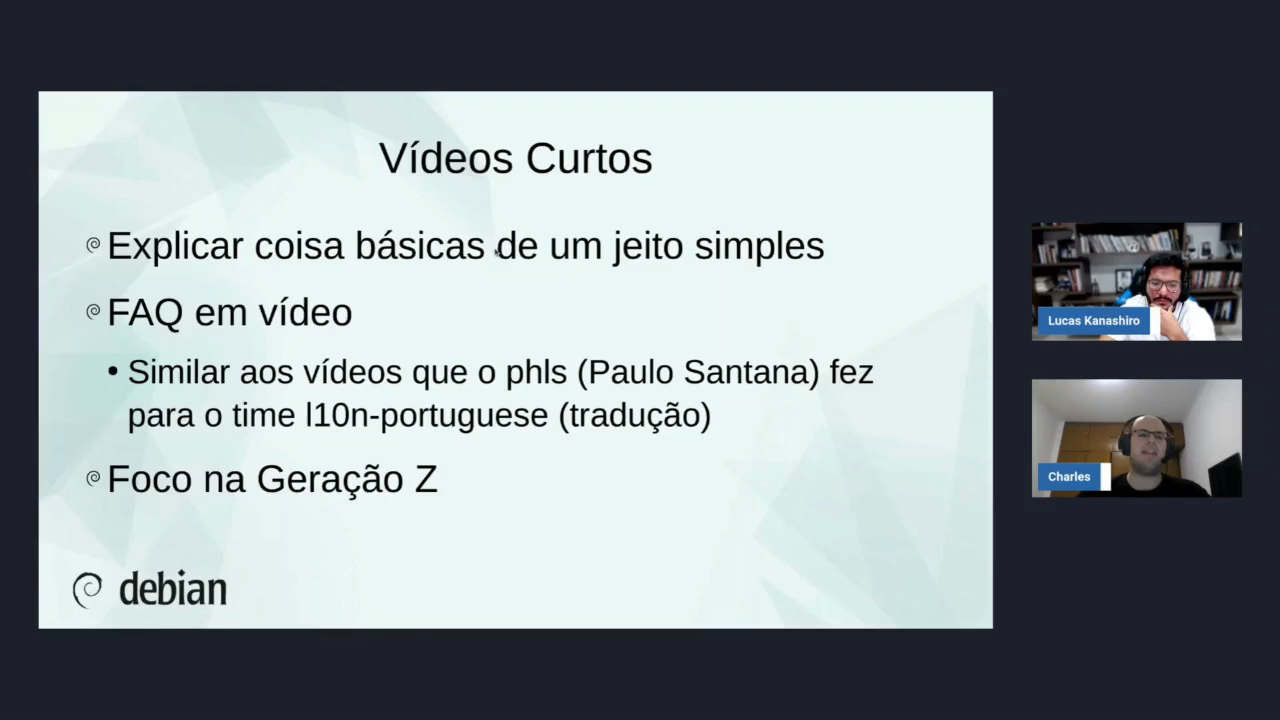 Vídeos Curtos
Explicar coisa básicas de um jeito simples
FAQ em vídeo
Similar aos vídeos que o phls (Paulo Santana) fez
para o time l10n-portuguese (tradução)
Foco na Geração Z
debian
Lucas Kanashiro
Charles